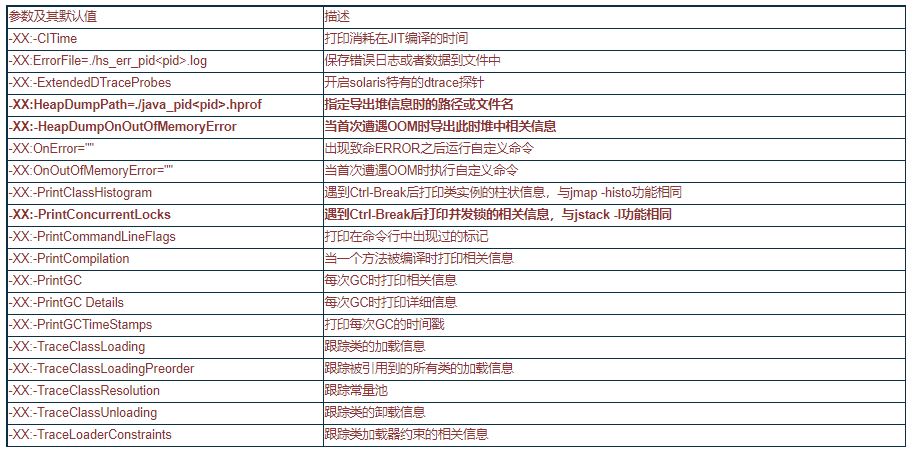 参数及其默认值 描述
-XX:-CITime 打印消耗在JIT编译的时间
-XX:ErrorFile=./hs_err_pid<pid>.log 保存错误日志或者数据到文件中
-XX:-ExtendedDTraceProbes 开启solaris特有的dtrace探针
-XX:HeapDumpPath=./java_pid<pid>.hprof 指定导出堆信息时的路径或文件名
-XX:-HeapDumpOnOutOfMemoryError 当首次遭遇OOM时导出此时堆中相关信息
-XX:OnError="" 出现致命ERROR之后运行自定义命令
-XX:OnOutOfMemoryError="" 当首次遭遇OOM时执行自定义命令
-XX:-PrintClassHistogram 遇到Ctrl-Break后打印类实例的柱状信息，与jmap -histo功能相同
-XX:-PrintConcurrentLocks 遇到Ctrl-Break后打印并发锁的相关信息，与jstack -l功能相同
-XX:-PrintCommandLineFlags 打印在命令行中出现过的标记
-XX:-PrintCompilation 当一个方法被编译时打印相关信息
-XX:-PrintGC 每次GC时打印相关信息
-XX:-PrintGC Details 每次GC时打印详细信息
-XX:-PrintGCTimeStamps 打印每次GC的时间戳
-XX:-TraceClassLoading 跟踪类的加载信息
-XX:-TraceClassLoadingPreorder 跟踪被引用到的所有类的加载信息
-XX:-TraceClassResolution 跟踪常量池
-XX:-TraceClassUnloading 跟踪类的卸载信息
-XX:-TraceLoaderConstraints 跟踪类加载器约束的相关信息